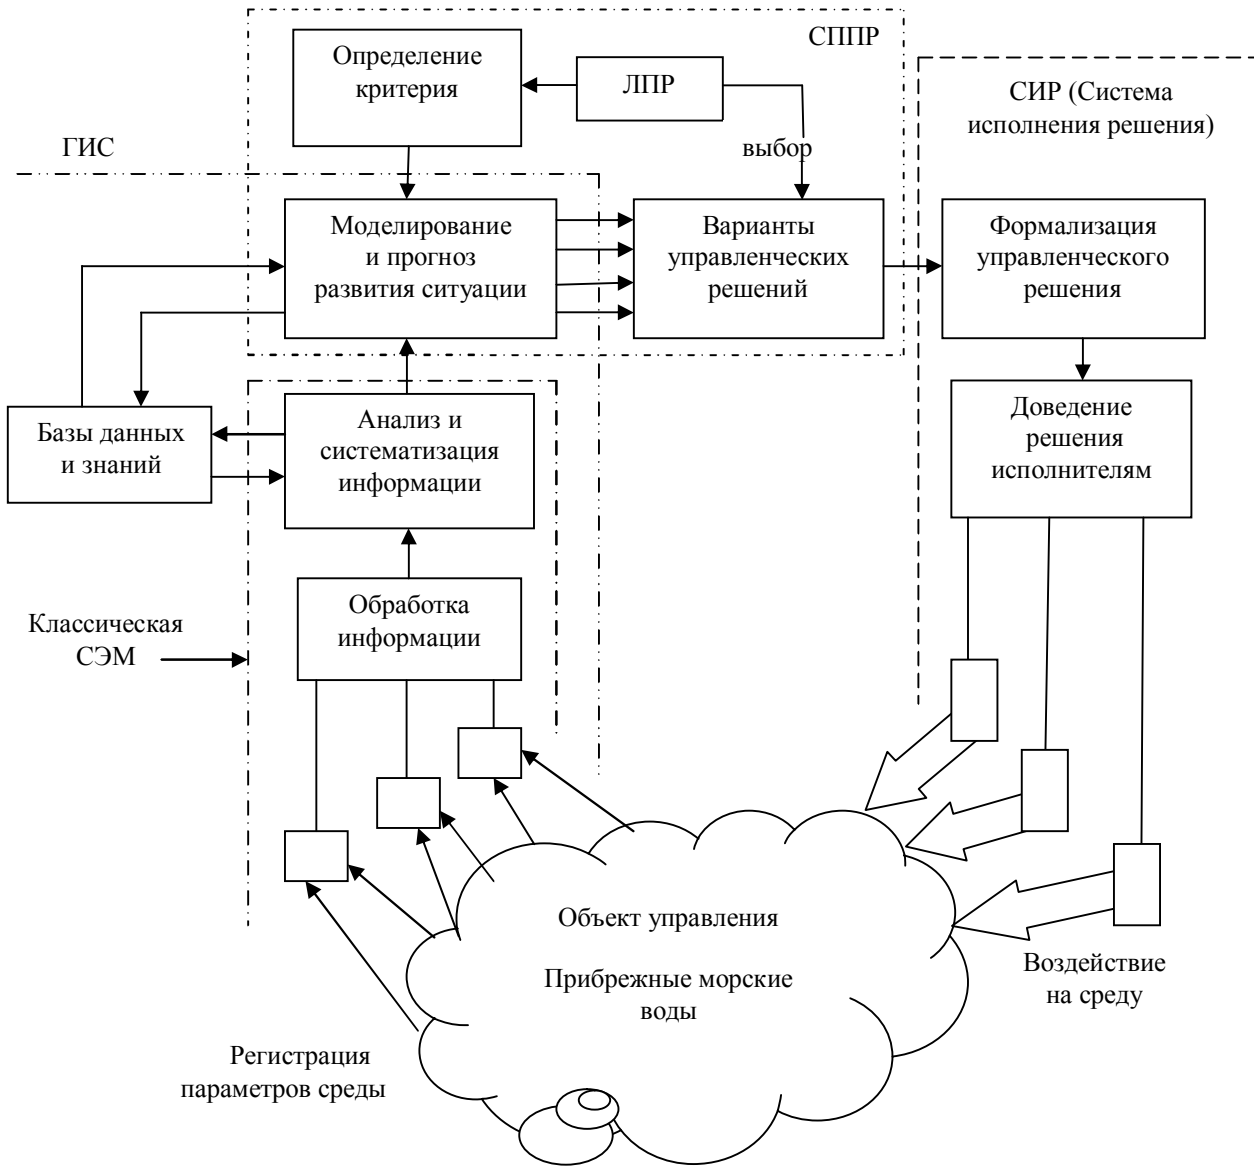 СППР
Определение
критерия
ЛПР
СИР (Система
исполнения решения)
ГИС
выбор
Моделирование
и прогноз
развития ситуации
Варианты
управленческих
решений
Формализация
управленческого
решения
Базы данных
и знаний
Анализ и
систематизация
информации
Доведение
решения
исполнителям
Обработка
информации
Классическая
СЭМ
Объект управления
Прибрежные морские
воды
Воздействие
на среду
Регистрация
параметров среды